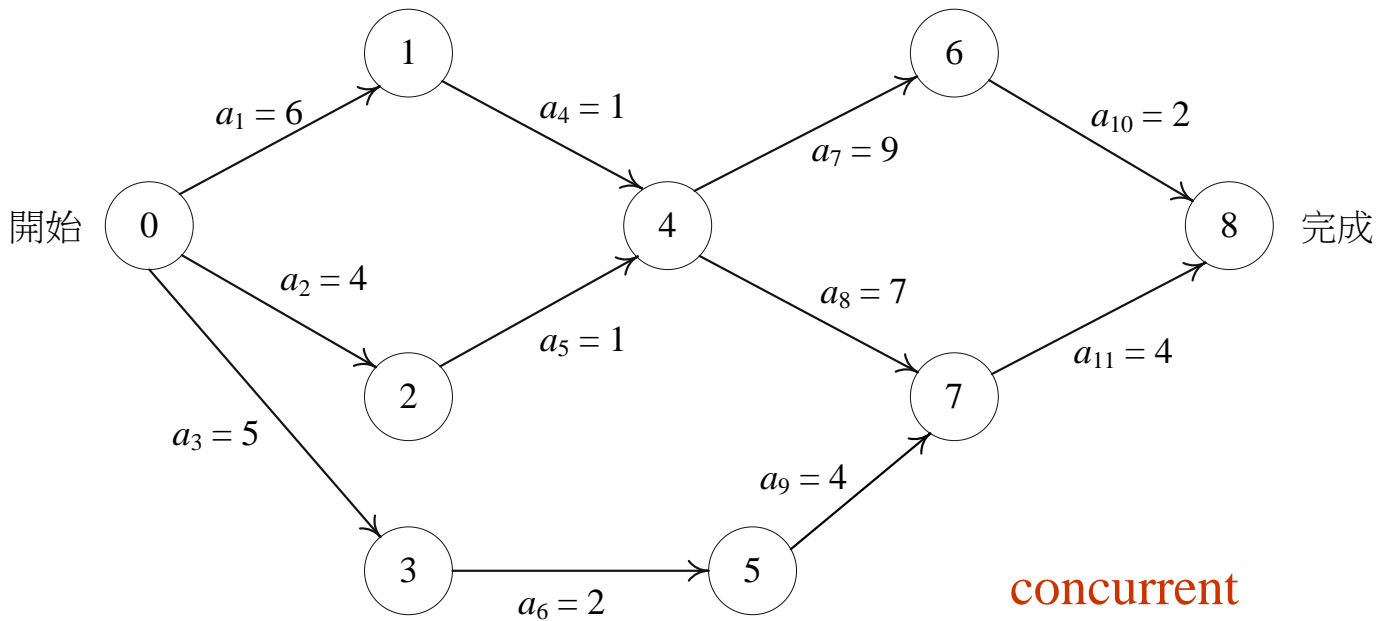 1
6
a1 = 6
a4 = 1
a10 = 2
a7 = 9
開始
0
4
8
完成
a2 = 4
a8 = 7
a5 = 1
a11 = 4
2
7
a3 = 5
a9 = 4
3
5
a6 = 2
concurrent